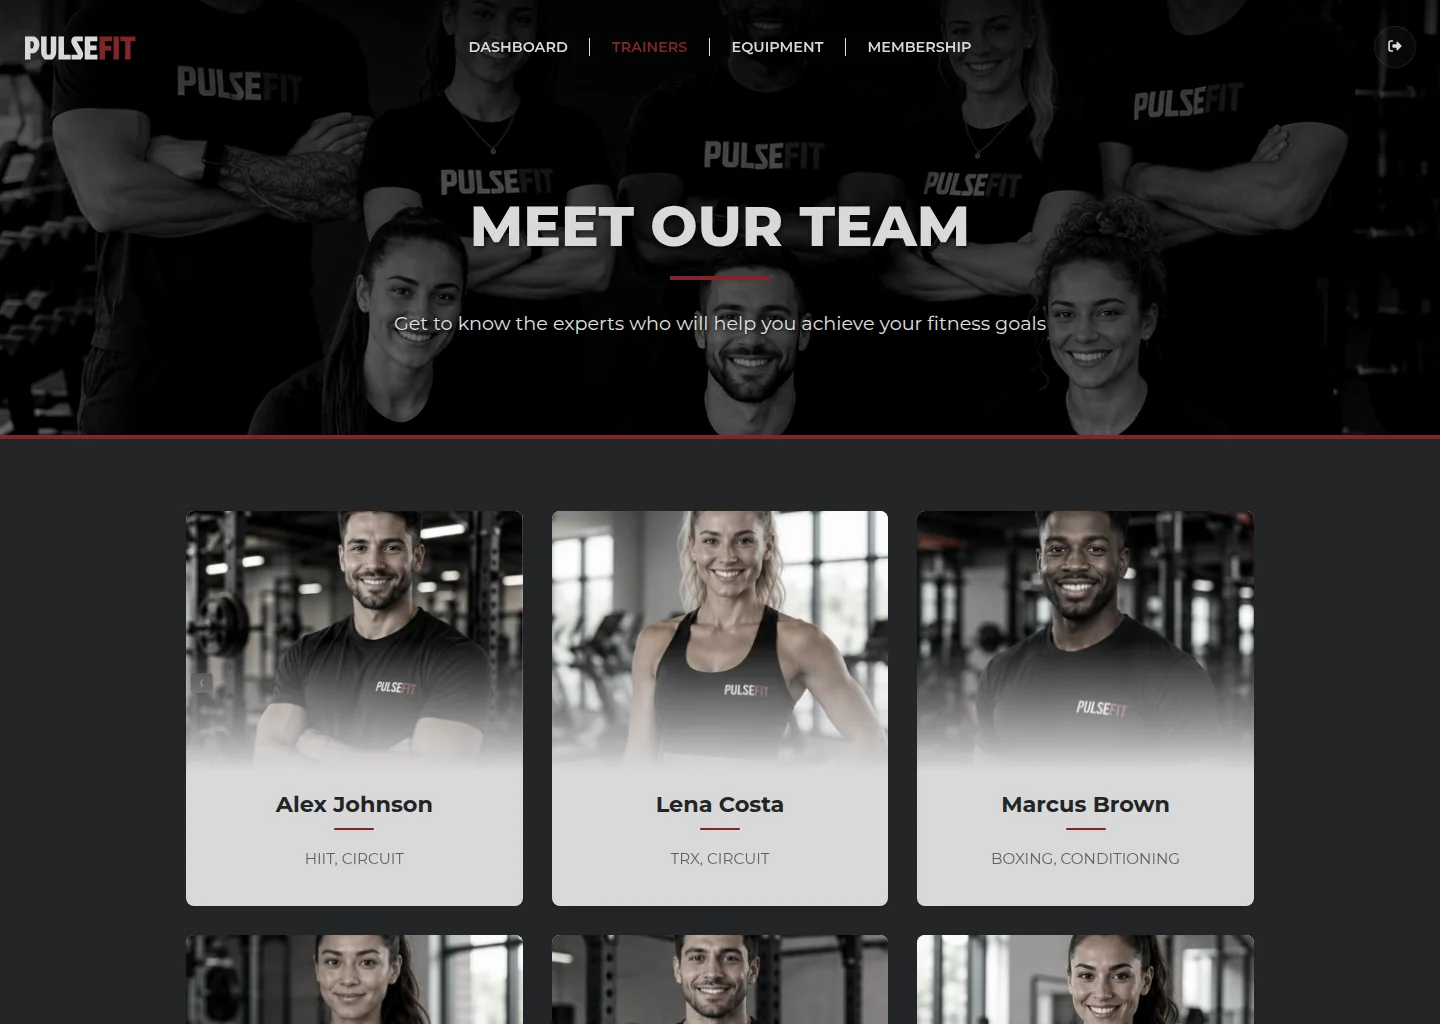 PULSEFIT
DASHBOARD
TRAINERS
EQUIPMENT
MEMBERSHIP
PULSEFIT
PULSEFIT
PULSEFIT
PULSEFIT
PULSEFIT
MEET OUR TEAM
Get to know the experts who will help you achieve your fitness goals
PULSEFIT
PULSEFIT
PULSEFIT
Alex Johnson
Lena Costa
Marcus Brown
HIIT, CIRCUIT
TRX, CIRCUIT
BOXING, CONDITIONING